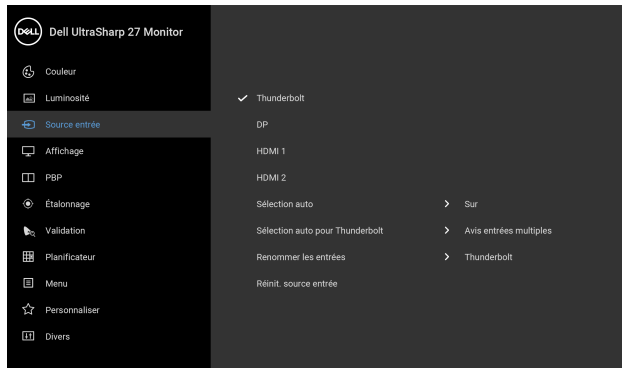 DELL Dell UltraSharp 27 Monitor
Couleur
Luminosité
Source entrée
Affichage
PBP
Étalonnage
Validation
Planificateur
Menu
Personnaliser
Divers
Thunderbolt
DP
HDMI 1
HDMI 2
Sélection auto Sur
Sélection auto pour Thunderbolt Avis entrées multiples
Renommer les entrées Thunderbolt
Réinit. source entrée